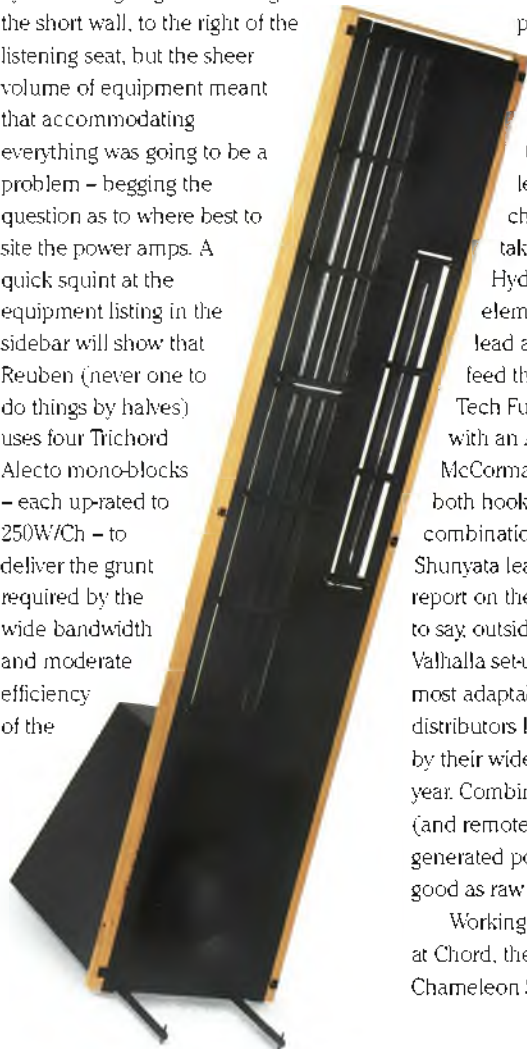 the short wall, to the right of the
listening seat, but the sheer
volume of equipment meant
that accommodating
everything was going to be a
problem – begging the
question as to where best to
site the power amps. A
quick squint at the
equipment listing in the
sidebar will show that
Reuben (never one to
do things by halves)
uses four Trichord
Alecto mono-blocks
– each up-rated to
250W/Ch – to
deliver the grunt
required by the
wide bandwidth
and moderate
efficiency
of the
Hyd
elem
lead a
feed th
Tech Fu
with an
McCorma
both hook
combinatio
Shunyata lea
report on the
to say, outsid
Valhalla set-u
most adaptal
distributors
by their wide
year. Combin
(and remote
generated po
good as raw
Working
at Chord, the
Chameleon